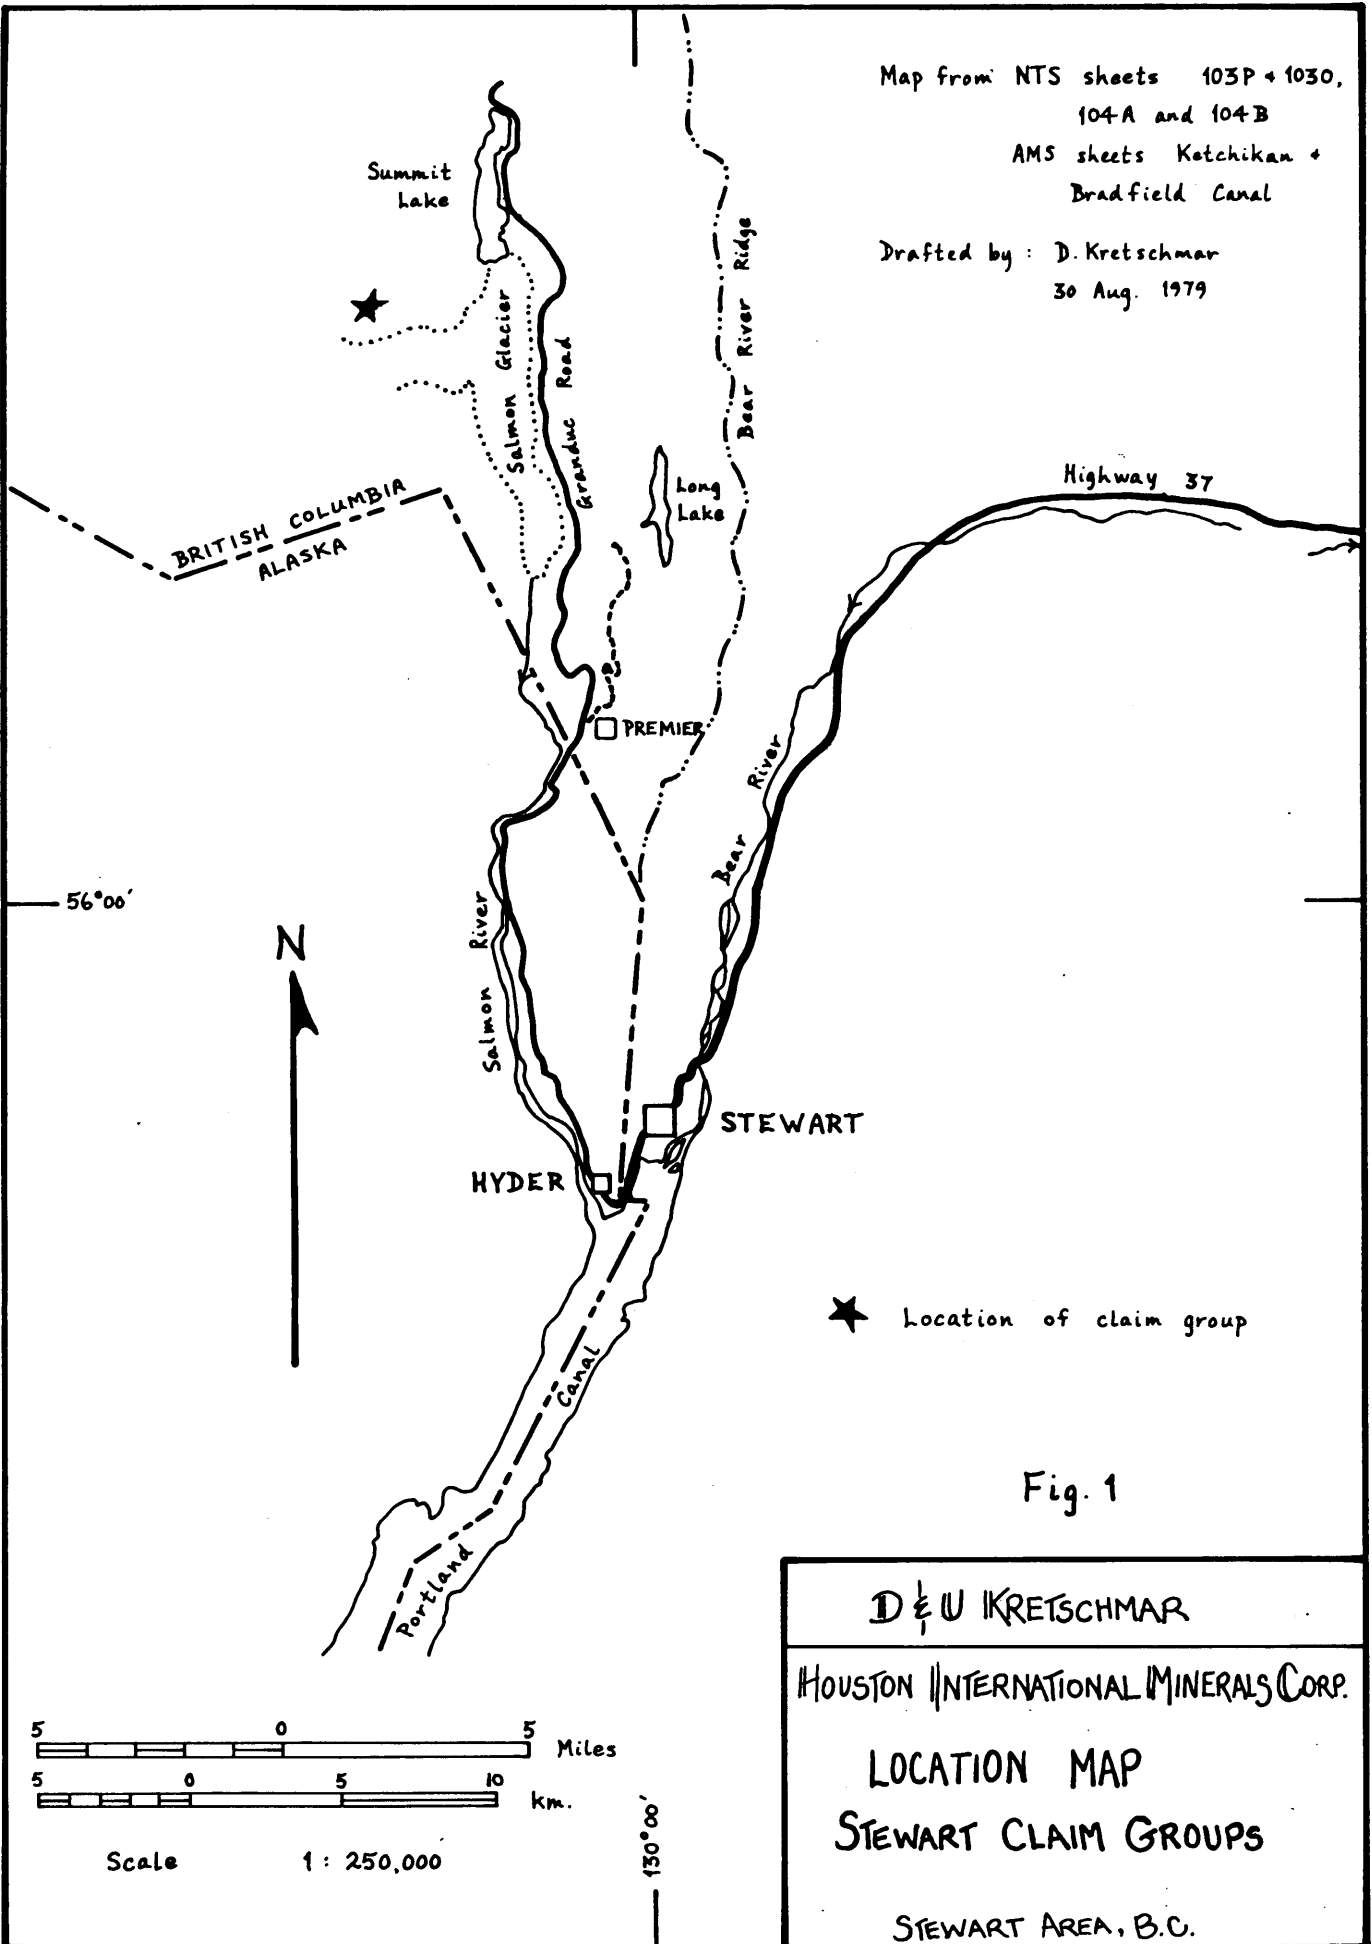 Map from NTS sheets 103P & 103O,
104A and 104B
AMS sheets Ketchikan &
Bradfield Canal
Drafted by : D. Kretschmar
30 Aug. 1979
Summit
Lake
Salmon Glacier
Granduc Road
Bear River Ridge
Long
Lake
Highway 37
BRITISH COLUMBIA
ALASKA
PREMIER
Bear River
56°00'
N
Salmon River
STEWART
HYDER
Location of claim group
Portland Canal
Fig. 1
D & U KRETSCHMAR
HOUSTON INTERNATIONAL MINERALS CORP.
LOCATION MAP
STEWART CLAIM GROUPS
STEWART AREA, B.C.
5 0 5 Miles
5 0 5 10 km.
Scale 1 : 250,000
130°00'